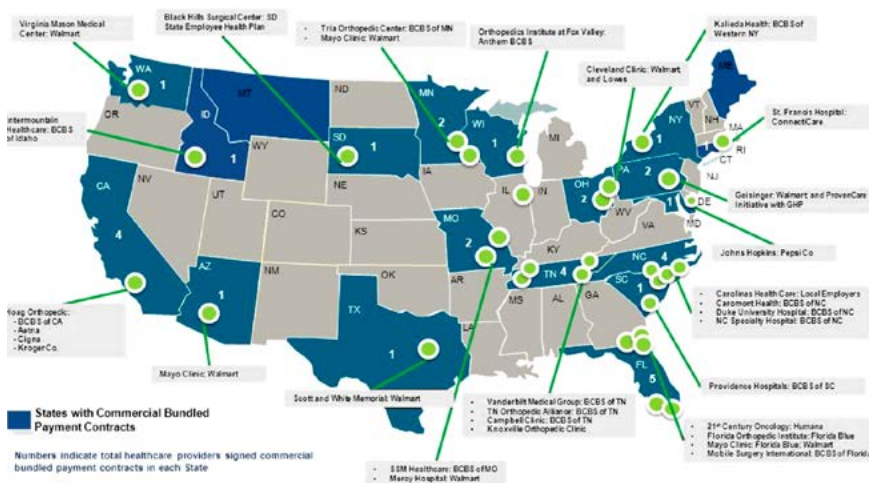 Virginia Mason Medical
Center: Walmart
Black Hills Surgical Center: SD
State Employee Health Plan
• Tria Orthopedic Center: BCBS of MN
• Mayo Clinic: Walmart
Orthopedics Institute at Fox Valley:
Anthem BCBS
Kalieda Health: BCBS of
Western NY
Cleveland Clinic: Walmart
and Lowes
St. Francis Hospital:
ConnectiCare
Intermountain
Healthcare: BCBS
of Idaho
Geisinger: Walmart and ProvenCare
Initiative with GHP
Johns Hopkins: PepsiCo
WA
1
OR
ID
1
MT
ND
SD
1
WY
NE
MN
2
WI
1
IA
MI
IL
IN
OH
2
PA
2
NY
1
VT
NH
MA
RI
CT
1
NJ
DE
MD
1
ME
WV
VA
KY
CA
4
NV
UT
CO
KS
MO
2
AZ
1
NM
OK
AR
TN 4
NC 4
SC
1
MS
AL
GA
LA
TX
1
FL
5
Hoag Orthopedic:
- BCBS of CA
- Aetna
- Cigna
- Kroger Co.
Mayo Clinic: Walmart
Scott and White Memorial: Walmart
• Carolinas HealthCare: Local Employers
• Caromont Health: BCBS of NC
• Duke University Hospital: BCBS of NC
• NC Specialty Hospital: BCBS of NC
Providence Hospitals: BCBS of SC
• Vanderbilt Medical Group: BCBS of TN
• TN Orthopedic Alliance: BCBS of TN
• Campbell Clinic: BCBS of TN
• Knoxville Orthopedic Clinic
• 21st Century Oncology: Humana
• Florida Orthopedic Institute: Florida Blue
• Mayo Clinic: Florida Blue; Walmart
• Mobile Surgery International: BCBS of Florida
• SSM Healthcare: BCBS of MO
• Mercy Hospital: Walmart
States with Commercial Bundled
Payment Contracts
Numbers indicate total healthcare providers signed commercial
bundled payment contracts in each State